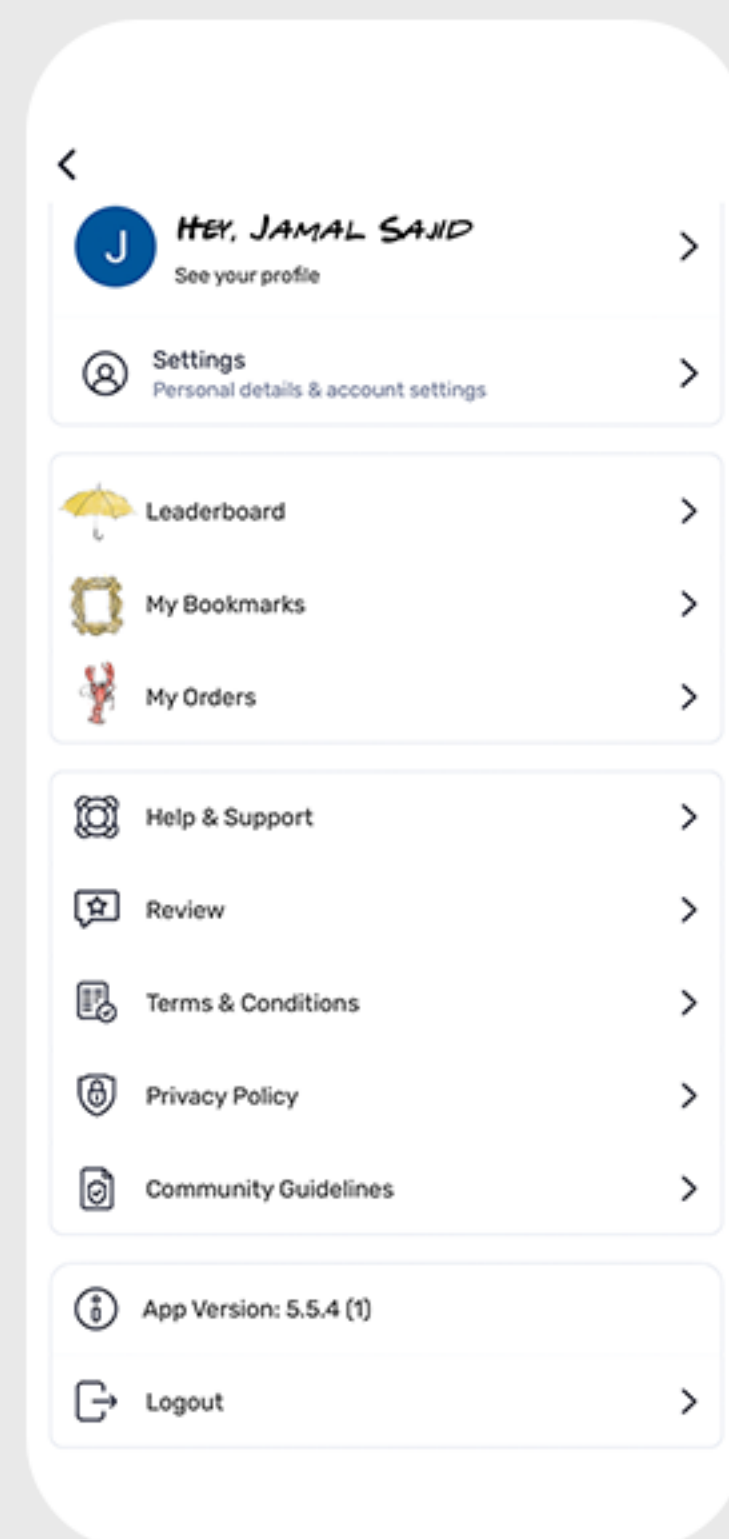 J
HEY, JAMAL SAJID
See your profile
Settings
Personal details & account settings
Leaderboard
My Bookmarks
My Orders
Help & Support
Review
Terms & Conditions
Privacy Policy
Community Guidelines
App Version: 5.5.4 (1)
Logout